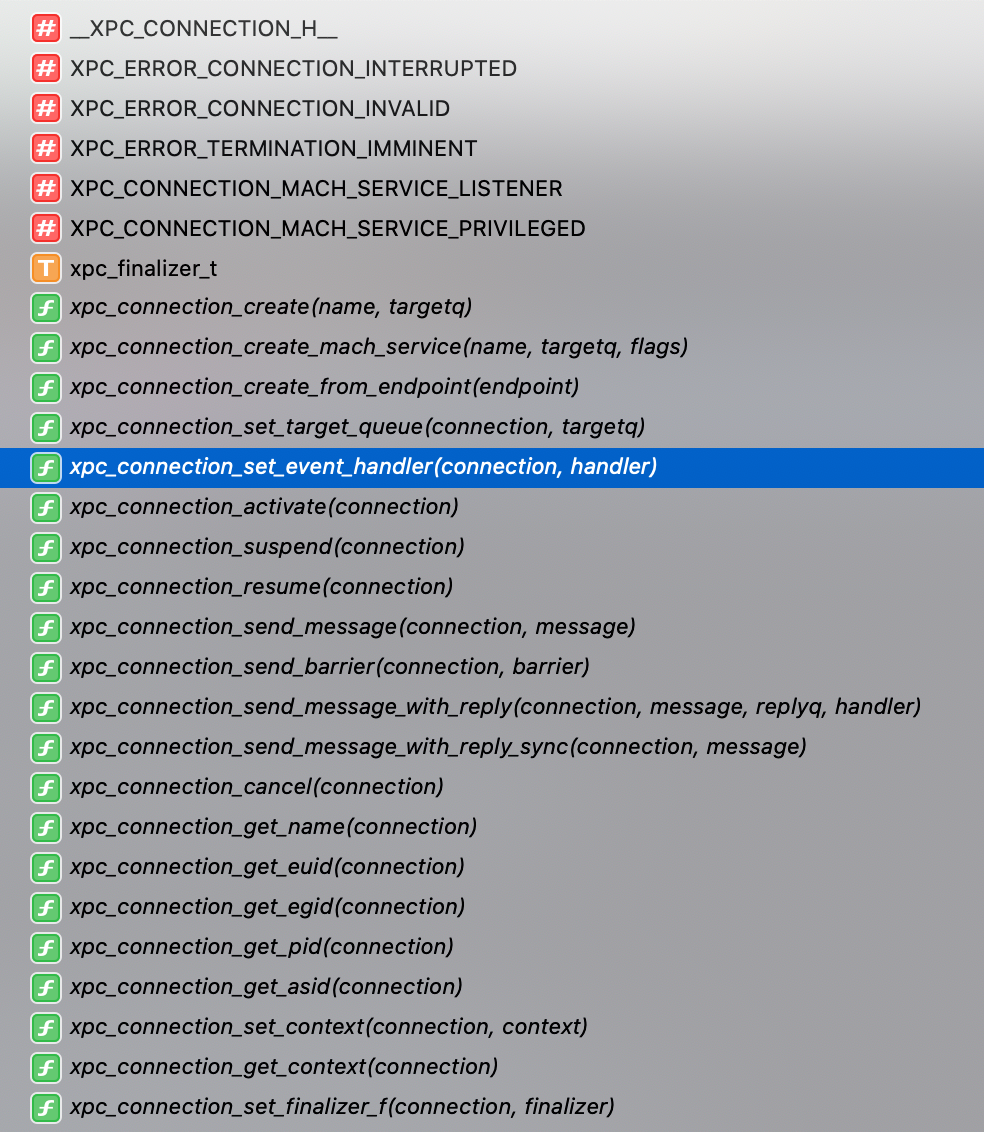 # __XPC_CONNECTION_H__
# XPC_ERROR_CONNECTION_INTERRUPTED
# XPC_ERROR_CONNECTION_INVALID
# XPC_ERROR_TERMINATION_IMMINENT
# XPC_CONNECTION_MACH_SERVICE_LISTENER
# XPC_CONNECTION_MACH_SERVICE_PRIVILEGED
T xpc_finalizer_t
f xpc_connection_create(name, targetq)
f xpc_connection_create_mach_service(name, targetq, flags)
f xpc_connection_create_from_endpoint(endpoint)
f xpc_connection_set_target_queue(connection, targetq)
f xpc_connection_set_event_handler(connection, handler)
f xpc_connection_activate(connection)
f xpc_connection_suspend(connection)
f xpc_connection_resume(connection)
f xpc_connection_send_message(connection, message)
f xpc_connection_send_barrier(connection, barrier)
f xpc_connection_send_message_with_reply(connection, message, replyq, handler)
f xpc_connection_send_message_with_reply_sync(connection, message)
f xpc_connection_cancel(connection)
f xpc_connection_get_name(connection)
f xpc_connection_get_euid(connection)
f xpc_connection_get_egid(connection)
f xpc_connection_get_pid(connection)
f xpc_connection_get_asid(connection)
f xpc_connection_set_context(connection, context)
f xpc_connection_get_context(connection)
f xpc_connection_set_finalizer_f(connection, finalizer)